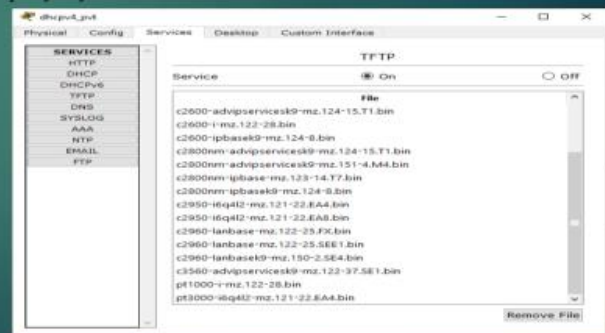 dhcpv4_pvt
Physical Config Services Desktop Custom Interface
SERVICES
HTTP
DHCP
DHCPv6
TFTP
DNS
SYSLOG
AAA
NTP
EMAIL
FTP
TFTP
Service On Off
File
c2600-advipservicesk9-mz.124-15.T1.bin
c2600-i-mz.122-28.bin
c2600-ipbasek9-mz.124-8.bin
c2800nm-advipservicesk9-mz.124-15.T1.bin
c2800nm-advipservicesk9-mz.151-4.M4.bin
c2800nm-ipbase-mz.123-14.T7.bin
c2800nm-ipbasek9-mz.124-8.bin
c2950-i6q4l2-mz.121-22.EA4.bin
c2950-i6q4l2-mz.121-22.EA8.bin
c2960-lanbase-mz.122-25.FX.bin
c2960-lanbase-mz.122-25.SEE1.bin
c2960-lanbasek9-mz.150-2.SE4.bin
c3560-advipservicesk9-mz.122-37.SE1.bin
pt1000-i-mz.122-28.bin
pt3000-i6q4l2-mz.121-22.EA4.bin
Remove File